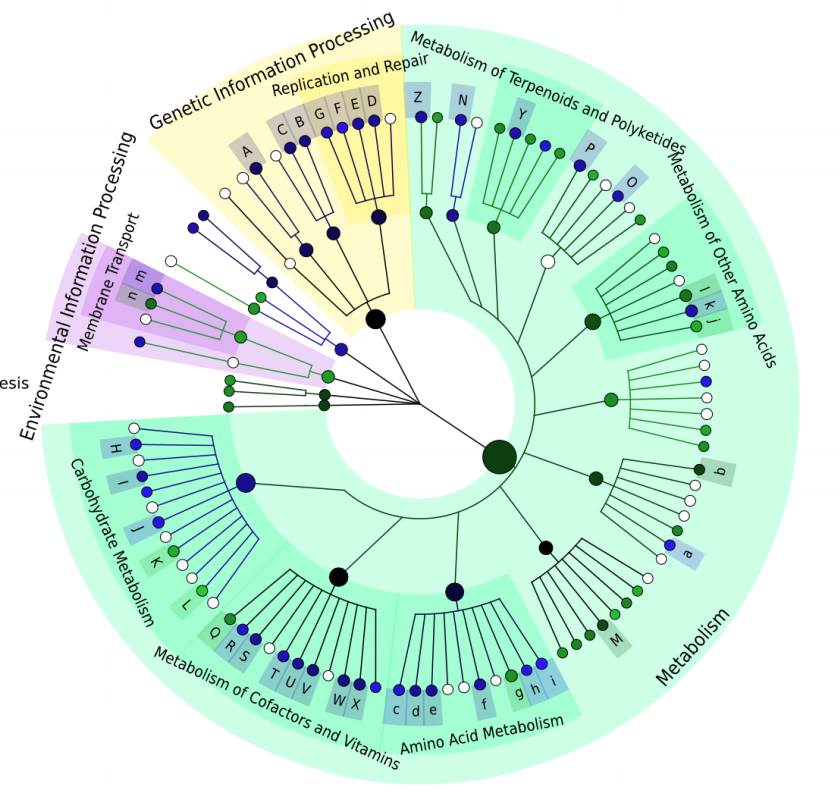 Genetic Information Processing
Replication and Repair
Metabolism of Terpenoids and Polyketides
Metabolism of Other Amino Acids
Environmental Information Processing
Membrane Transport
esis
Carbohydrate Metabolism
Metabolism of Cofactors and Vitamins
Amino Acid Metabolism
Metabolism
A
C
B
G
F
E
D
Z
N
Y
P
O
l
k
j
b
a
M
i
h
g
f
e
d
c
X
W
V
U
T
S
R
Q
L
K
J
I
H
n
m